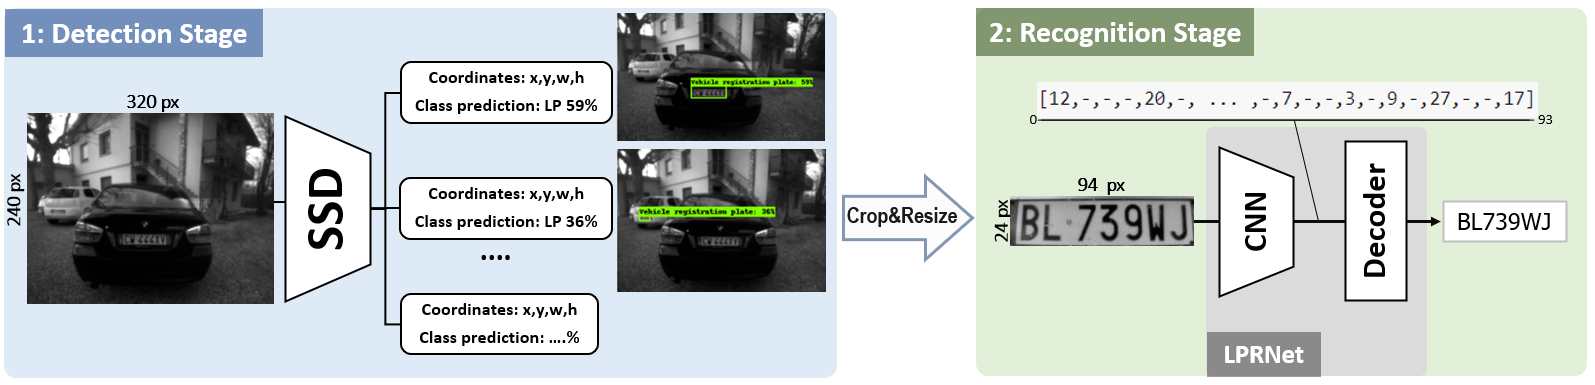 1: Detection Stage
320 px
240 px
SSD
Coordinates: x,y,w,h
Class prediction: LP 59%
Coordinates: x,y,w,h
Class prediction: LP 36%
....
Coordinates: x,y,w,h
Class prediction: ....%
Vehicle registration plate: 59%
Vehicle registration plate: 36%
Crop&Resize
2: Recognition Stage
[12,-,-,-,20,-, ... ,-,7,-,-,3,-,9,-,27,-,-,17]
0
93
94 px
24 px
BL 739WJ
CNN
Decoder
BL739WJ
LPRNet